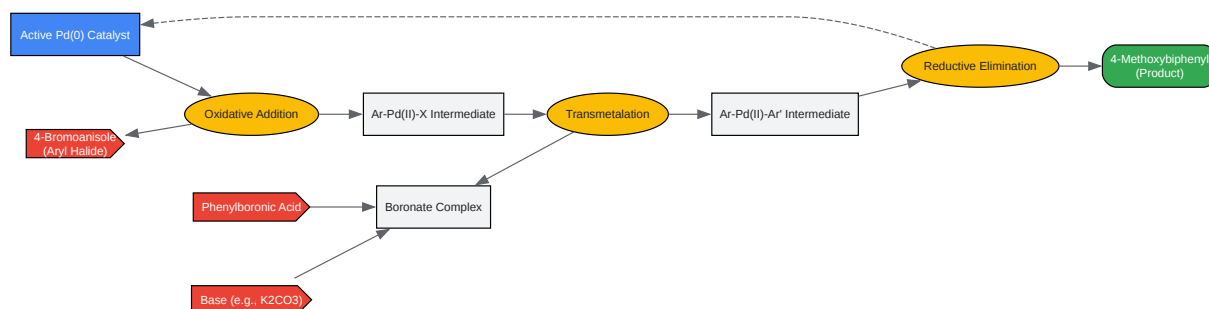 Active Pd(0) Catalyst
Reductive Elimination
4-Methoxybiphenyl
(Product)
Oxidative Addition
Ar-Pd(II)-X Intermediate
Transmetalation
Ar-Pd(II)-Ar' Intermediate
4-Bromoanisole
(Aryl Halide)
Phenylboronic Acid
Boronate Complex
Base (e.g., K2CO3)